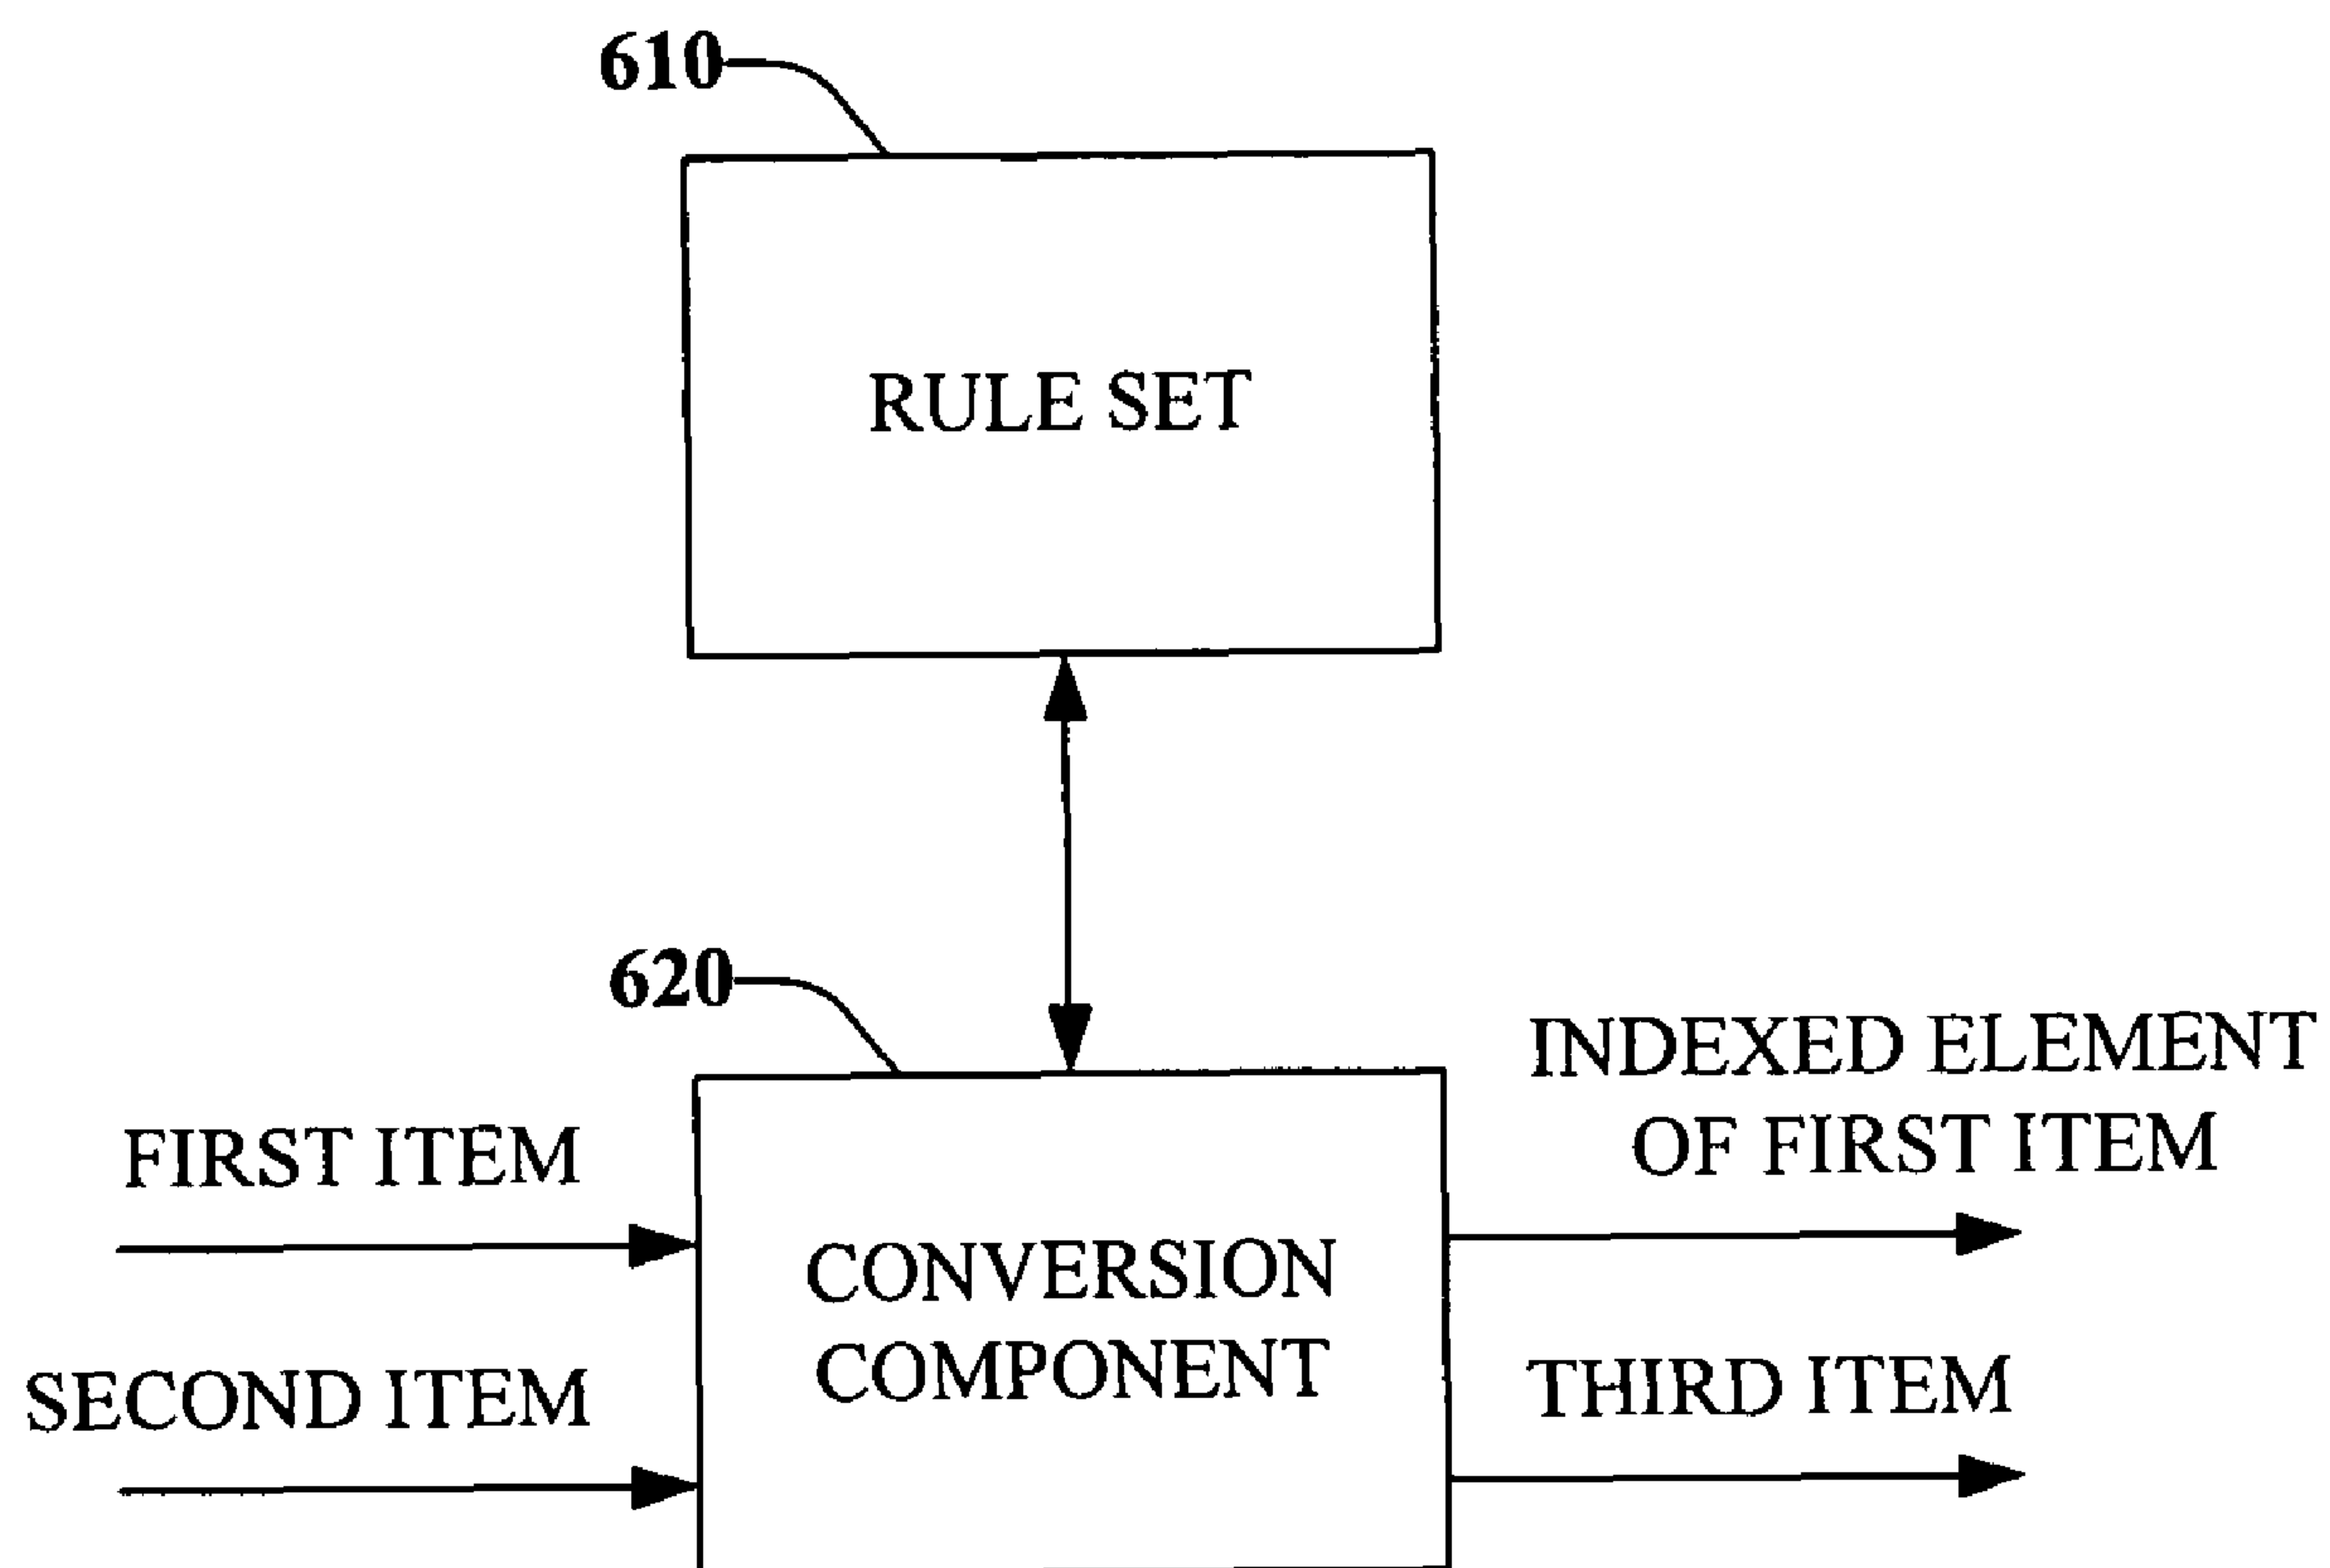 610
RULE SET
620
INDEXED ELEMENT
OF FIRST ITEM
FIRST ITEM
CONVERSION
COMPONENT
SECOND ITEM
THIRD ITEM